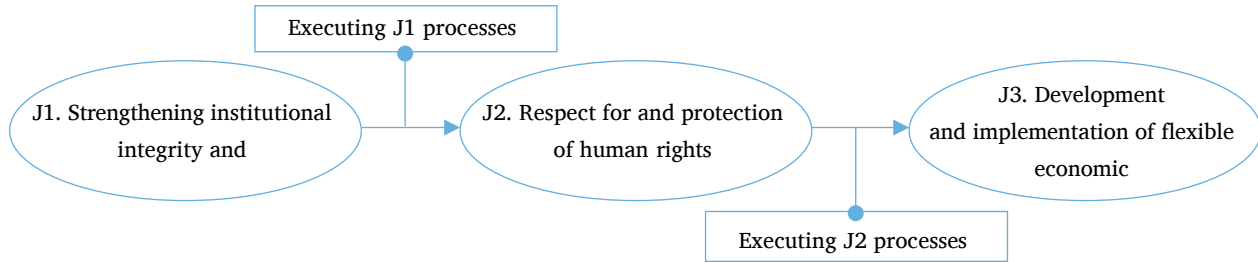 Executing J1 processes
J1. Strengthening institutional
integrity and
J2. Respect for and protection
of human rights
J3. Development
and implementation of flexible
economic
Executing J2 processes